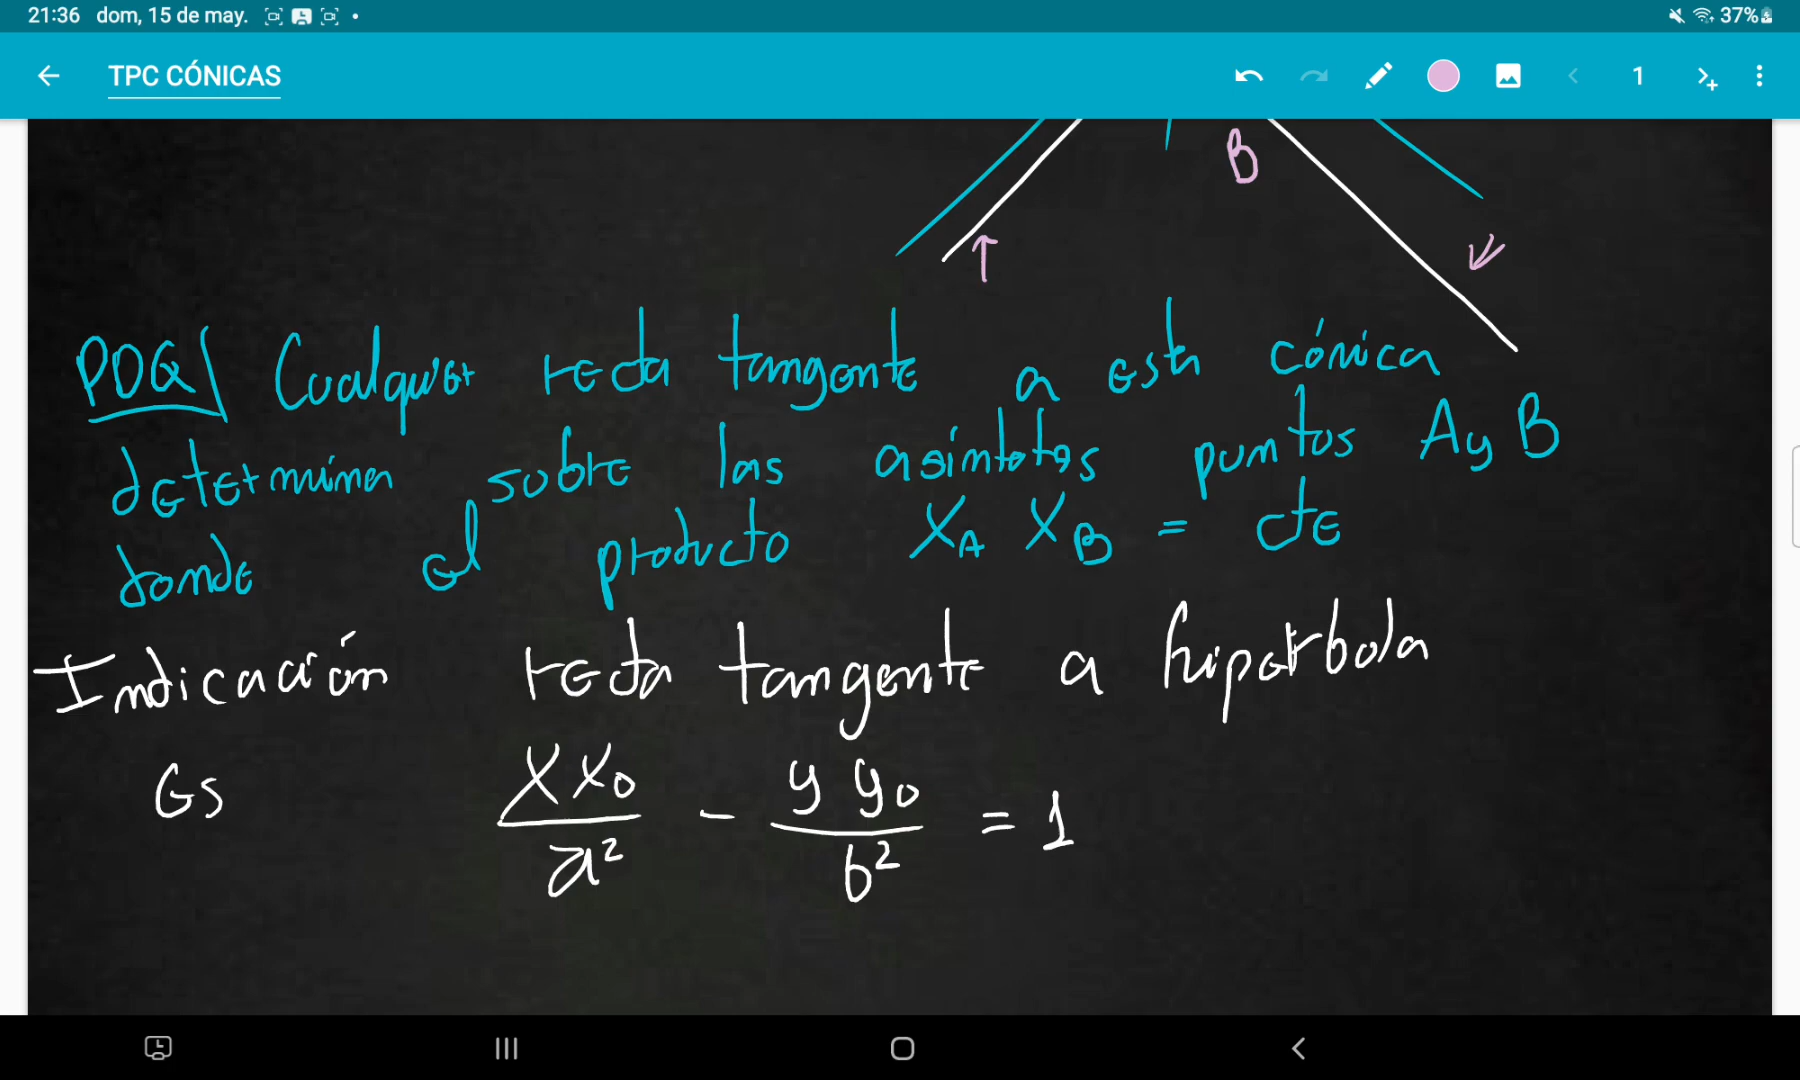 21:36 dom, 15 de may.
37%
TPC CÓNICAS
1
B
PDQ/ Cualquier recta tangente a esta cónica
determina sobre las asíntotas puntos A y B
donde el producto X_A X_B = cte
Indicación recta tangente a hipérbola
es x x₀ / a² - y y₀ / b² = 1